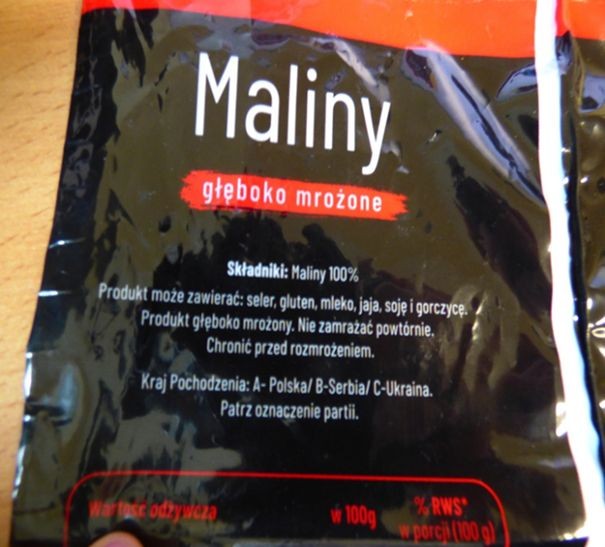 Maliny
głęboko mrożone
Składniki: Maliny 100%
Produkt może zawierać: seler, gluten, mleko, jaja, soję i gorczycę.
Produkt głęboko mrożony. Nie zamrażać powtórnie.
Chronić przed rozmrożeniem.
Kraj Pochodzenia: A- Polska/ B-Serbia/ C-Ukraina.
Patrz oznaczenie partii.
Wartość odżywcza w 100g % RWS*
w porcji (100 g)